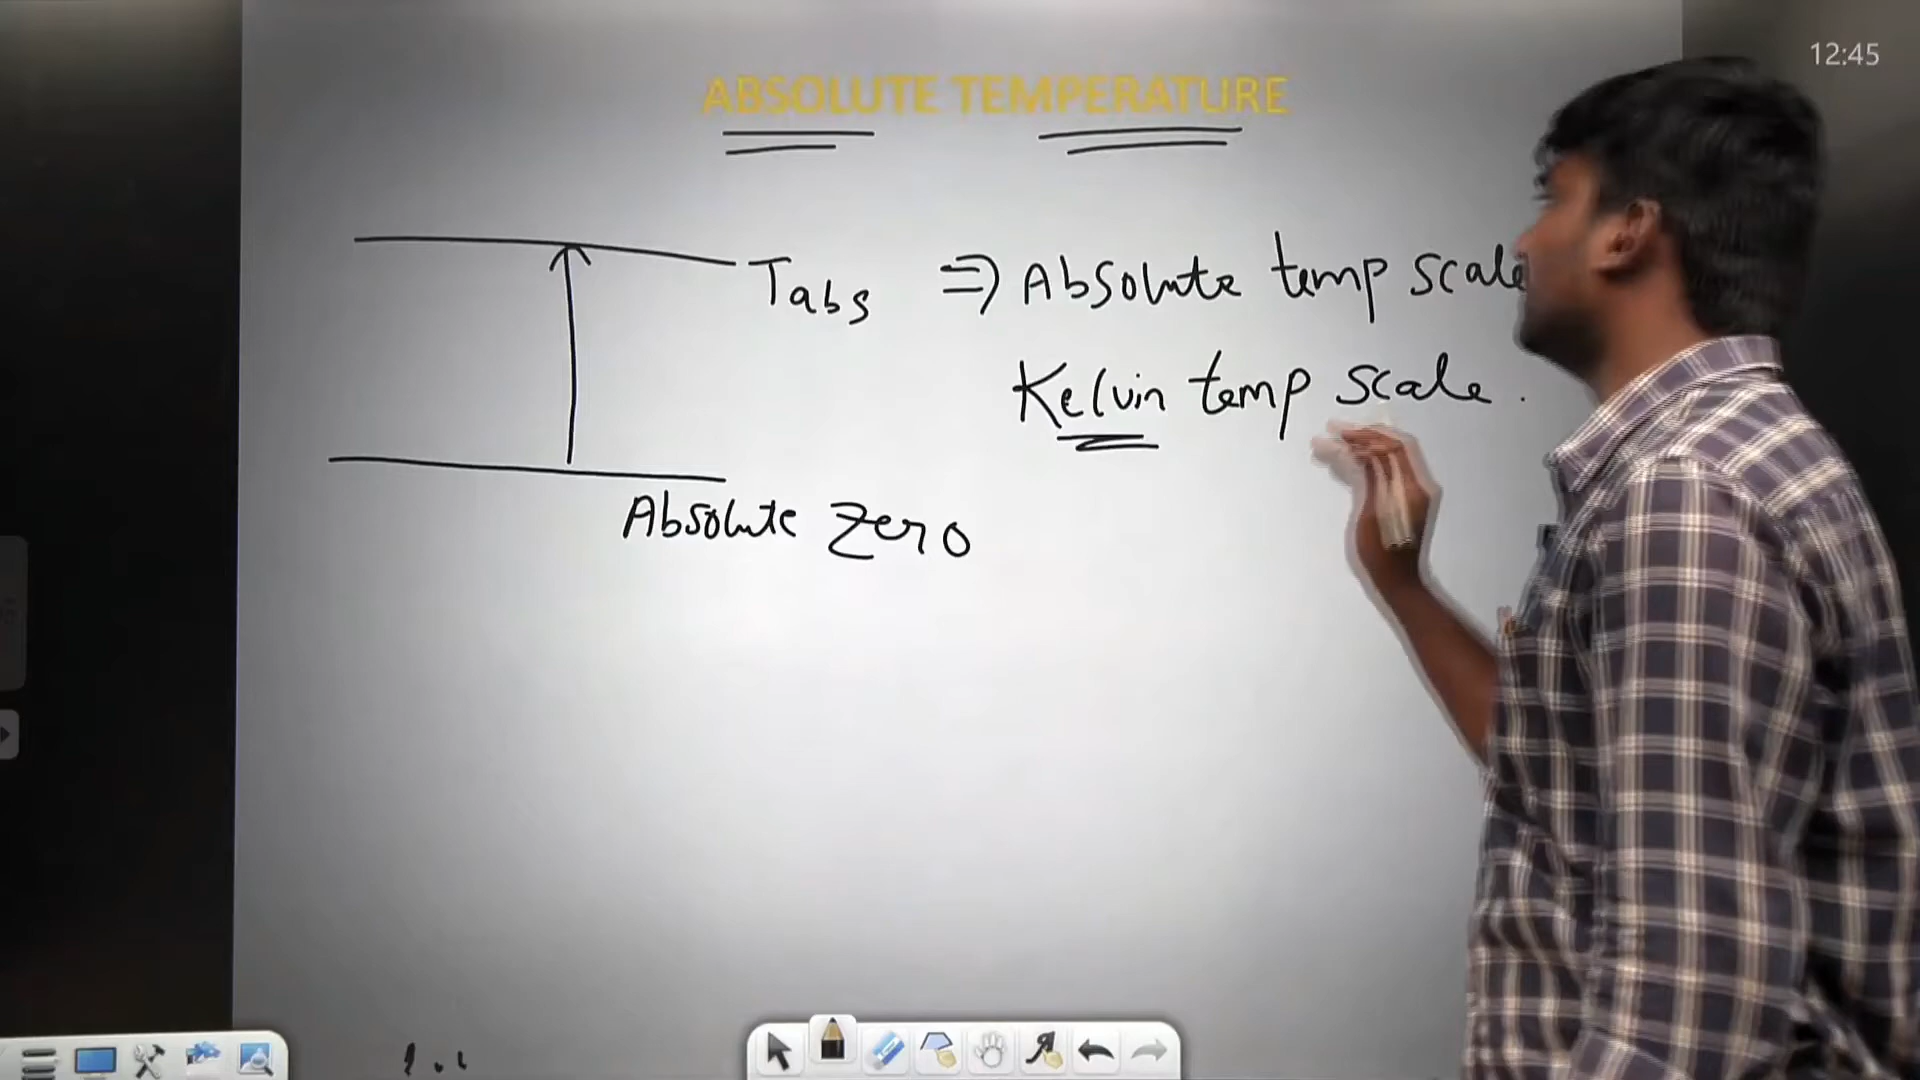 12:45
ABSOLUTE TEMPERATURE
Tabs ⇒ Absolute temp scale
Kelvin temp scale.
Absolute Zero